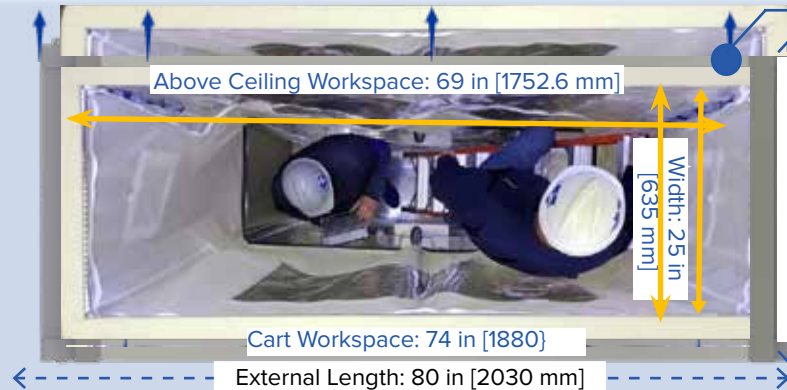 Above Ceiling Workspace: 69 in [1752.6 mm]
Width: 25 in
[635 mm]
Cart Workspace: 74 in [1880}
External Length: 80 in [2030 mm]